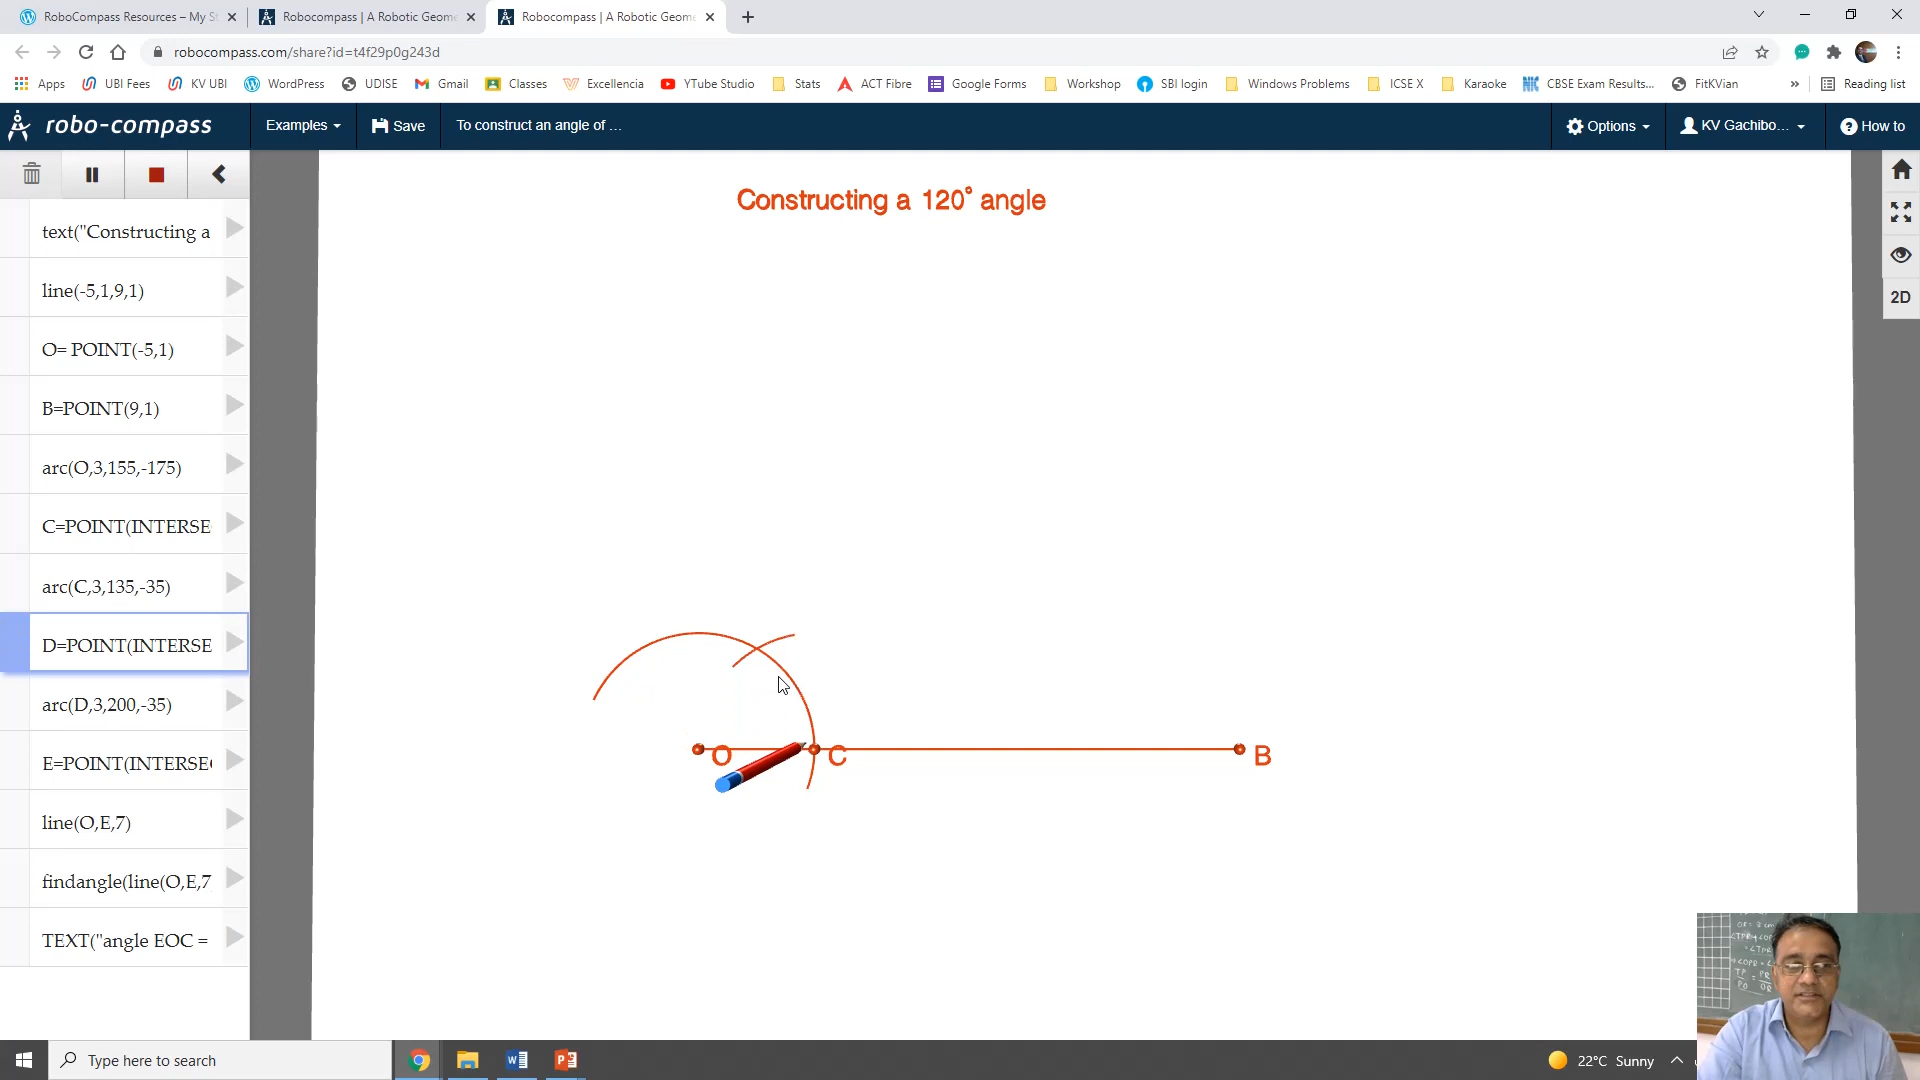 RoboCompass Resources – My S
Robocompass | A Robotic Geome
Robocompass | A Robotic Geome
robocompass.com/share?id=t4f29p0g243d
Apps
UBI Fees
KV UBI
WordPress
UDISE
Gmail
Classes
Excellencia
YTube Studio
Stats
ACT Fibre
Google Forms
Workshop
SBI login
Windows Problems
ICSE X
Karaoke
CBSE Exam Results...
FitKVian
»
Reading list
robo-compass
Examples
Save
To construct an angle of ...
Options
KV Gachibo...
How to
2D
text("Constructing a
line(-5,1,9,1)
O= POINT(-5,1)
B=POINT(9,1)
arc(O,3,155,-175)
C=POINT(INTERSE
arc(C,3,135,-35)
D=POINT(INTERSE
arc(D,3,200,-35)
E=POINT(INTERSE
line(O,E,7)
findangle(line(O,E,7
TEXT("angle EOC =
Constructing a 120° angle
O
C
B
Type here to search
22°C Sunny